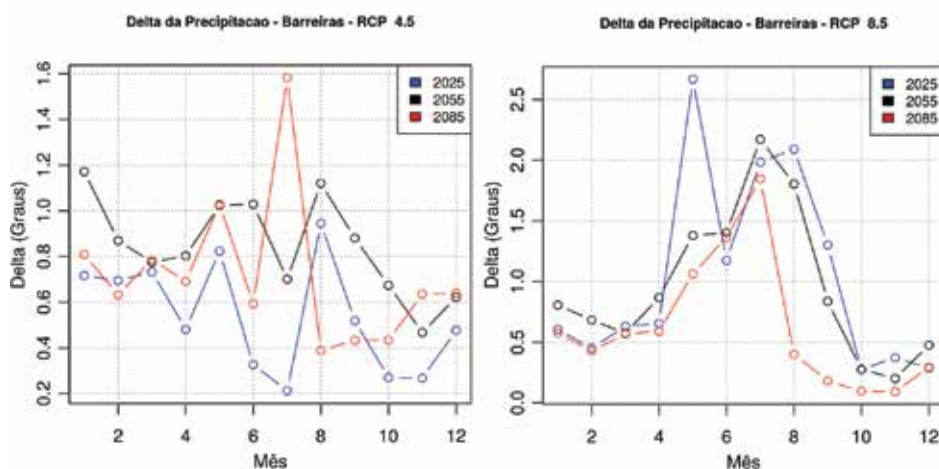 Delta da Precipitacao - Barreiras - RCP 4.5
2025
2055
2085
Delta (Graus)
1.6
1.4
1.2
1.0
0.8
0.6
0.4
0.2
2 4 6 8 10 12
Mês
Delta da Precipitacao - Barreiras - RCP 8.5
2025
2055
2085
Delta (Graus)
2.5
2.0
1.5
1.0
0.5
0.0
2 4 6 8 10 12
Mês